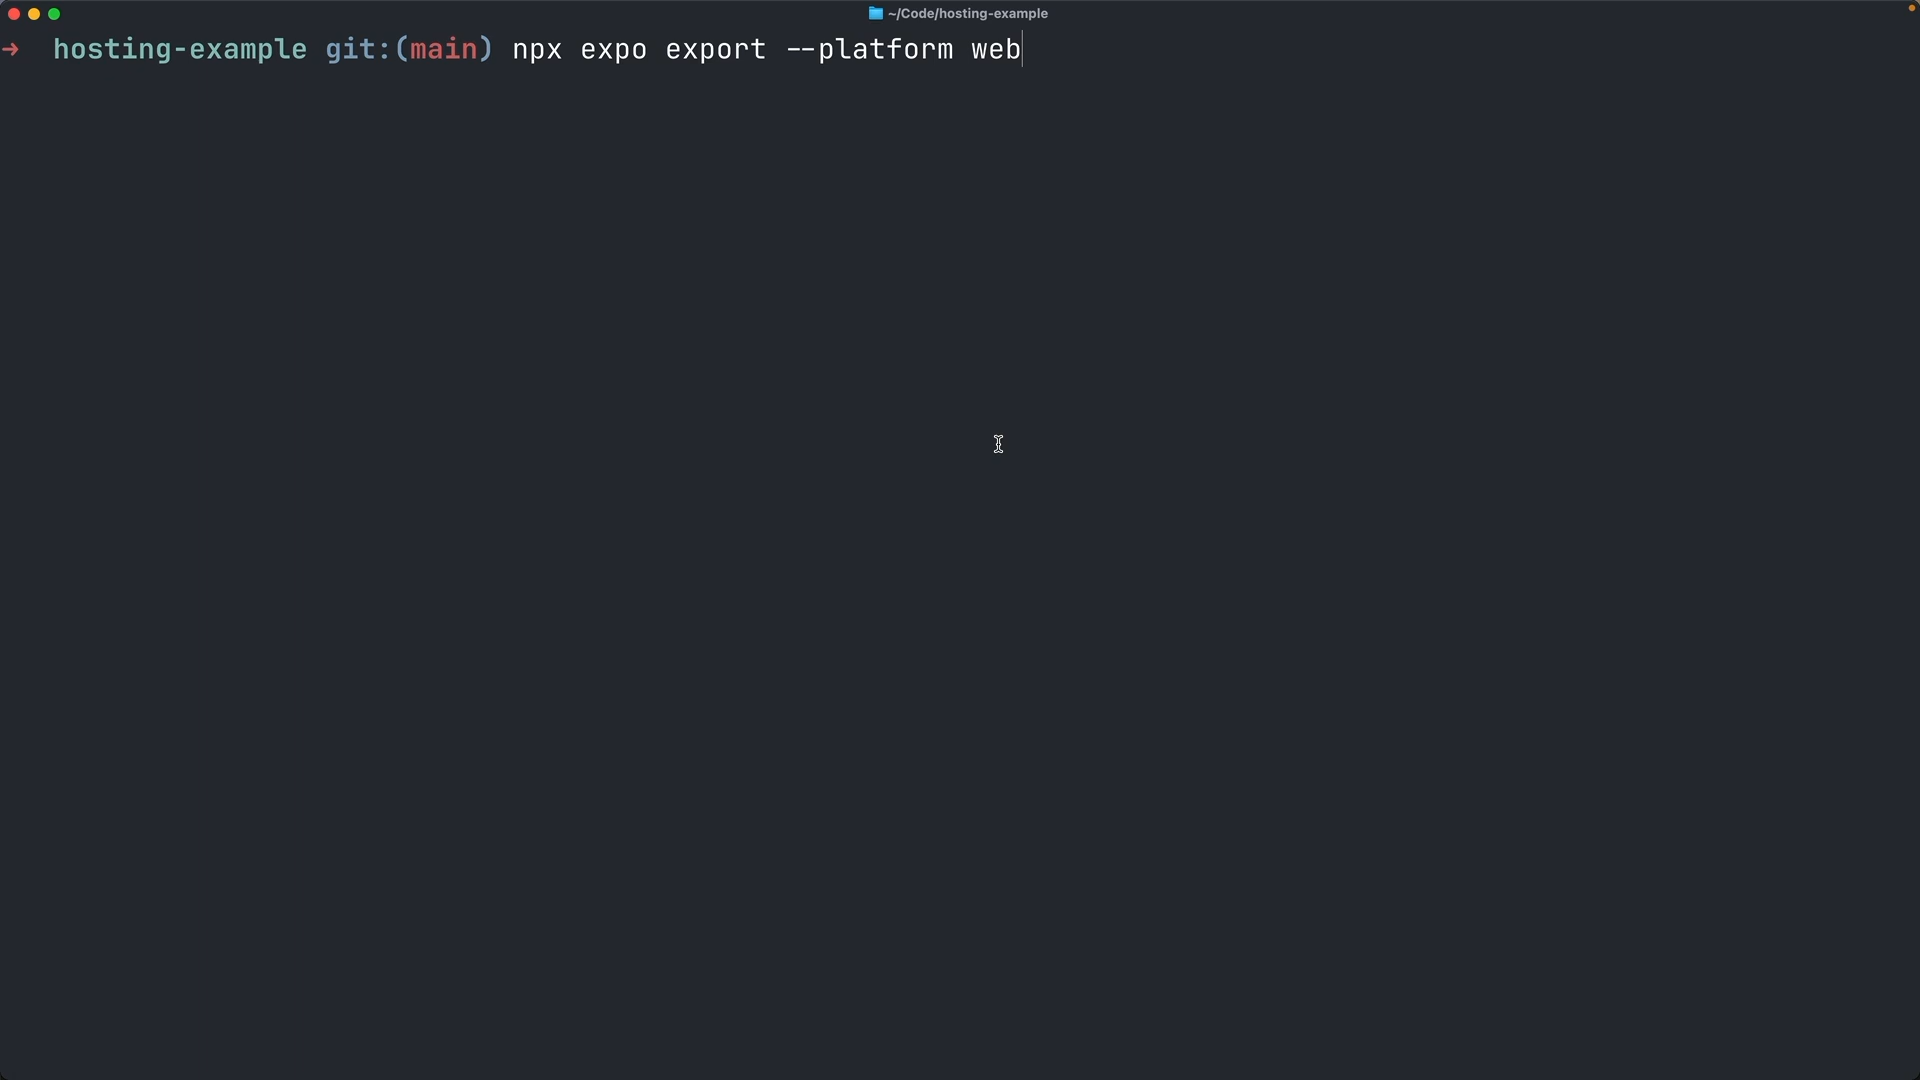 ~/Code/hosting-example
➜ hosting-example git:(main) npx expo export --platform web